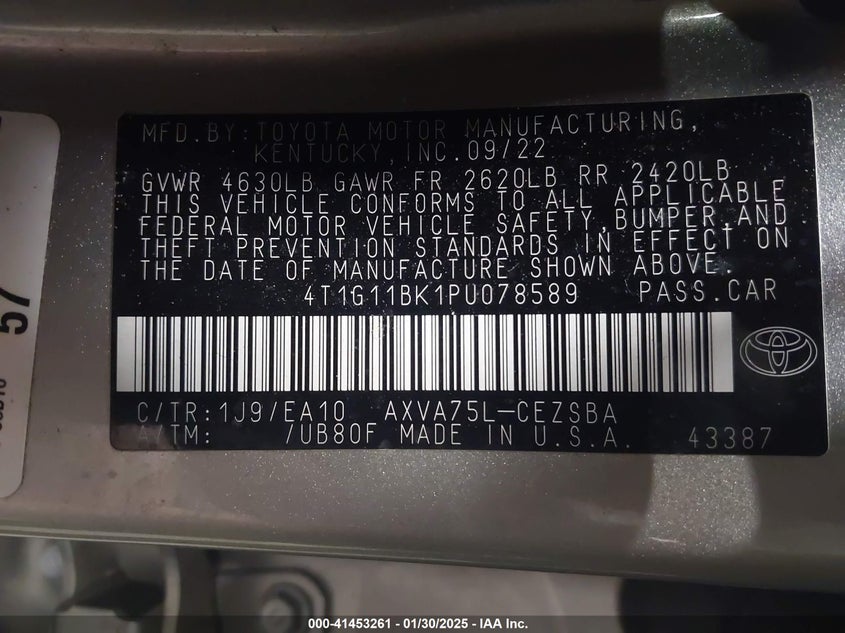 MFD.BY:TOYOTA MOTOR MANUFACTURING,
KENTUCKY,INC.09/22
GVWR 4630LB GAWR FR 2620LB RR 2420LB
THIS VEHICLE CONFORMS TO ALL APPLICABLE
FEDERAL MOTOR VEHICLE SAFETY,BUMPER,AND
THEFT PREVENTION STANDARDS IN EFFECT ON
THE DATE OF MANUFACTURE SHOWN ABOVE.
4T1G11BK1PU078589 PASS.CAR
C/TR:1J9/EA10 AXVA75L-CEZSBA
A/TM: /UB80F MADE IN U.S.A. 43387
57
000-41453261 - 01/30/2025 - IAA Inc.